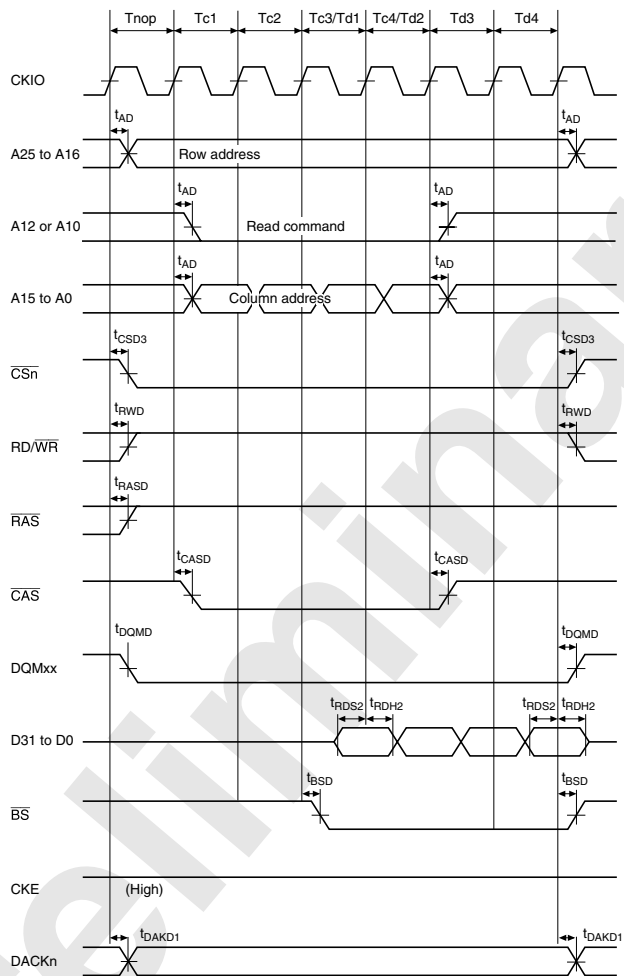 Tnop Tc1 Tc2 Tc3/Td1 Tc4/Td2 Td3 Td4
CKIO
tAD tAD
A25 to A16 Row address
tAD tAD
A12 or A10 Read command
tAD tAD
A15 to A0 Column address
tCSD3 tCSD3
CSn
tRWD tRWD
RD/WR
tRASD
RAS
tCASD tCASD
CAS
tDQMD tDQMD
DQMxx
tRDS2 tRDH2 tRDS2 tRDH2
D31 to D0
tBSD tBSD
BS
CKE (High)
tDAKD1 tDAKD1
DACKn